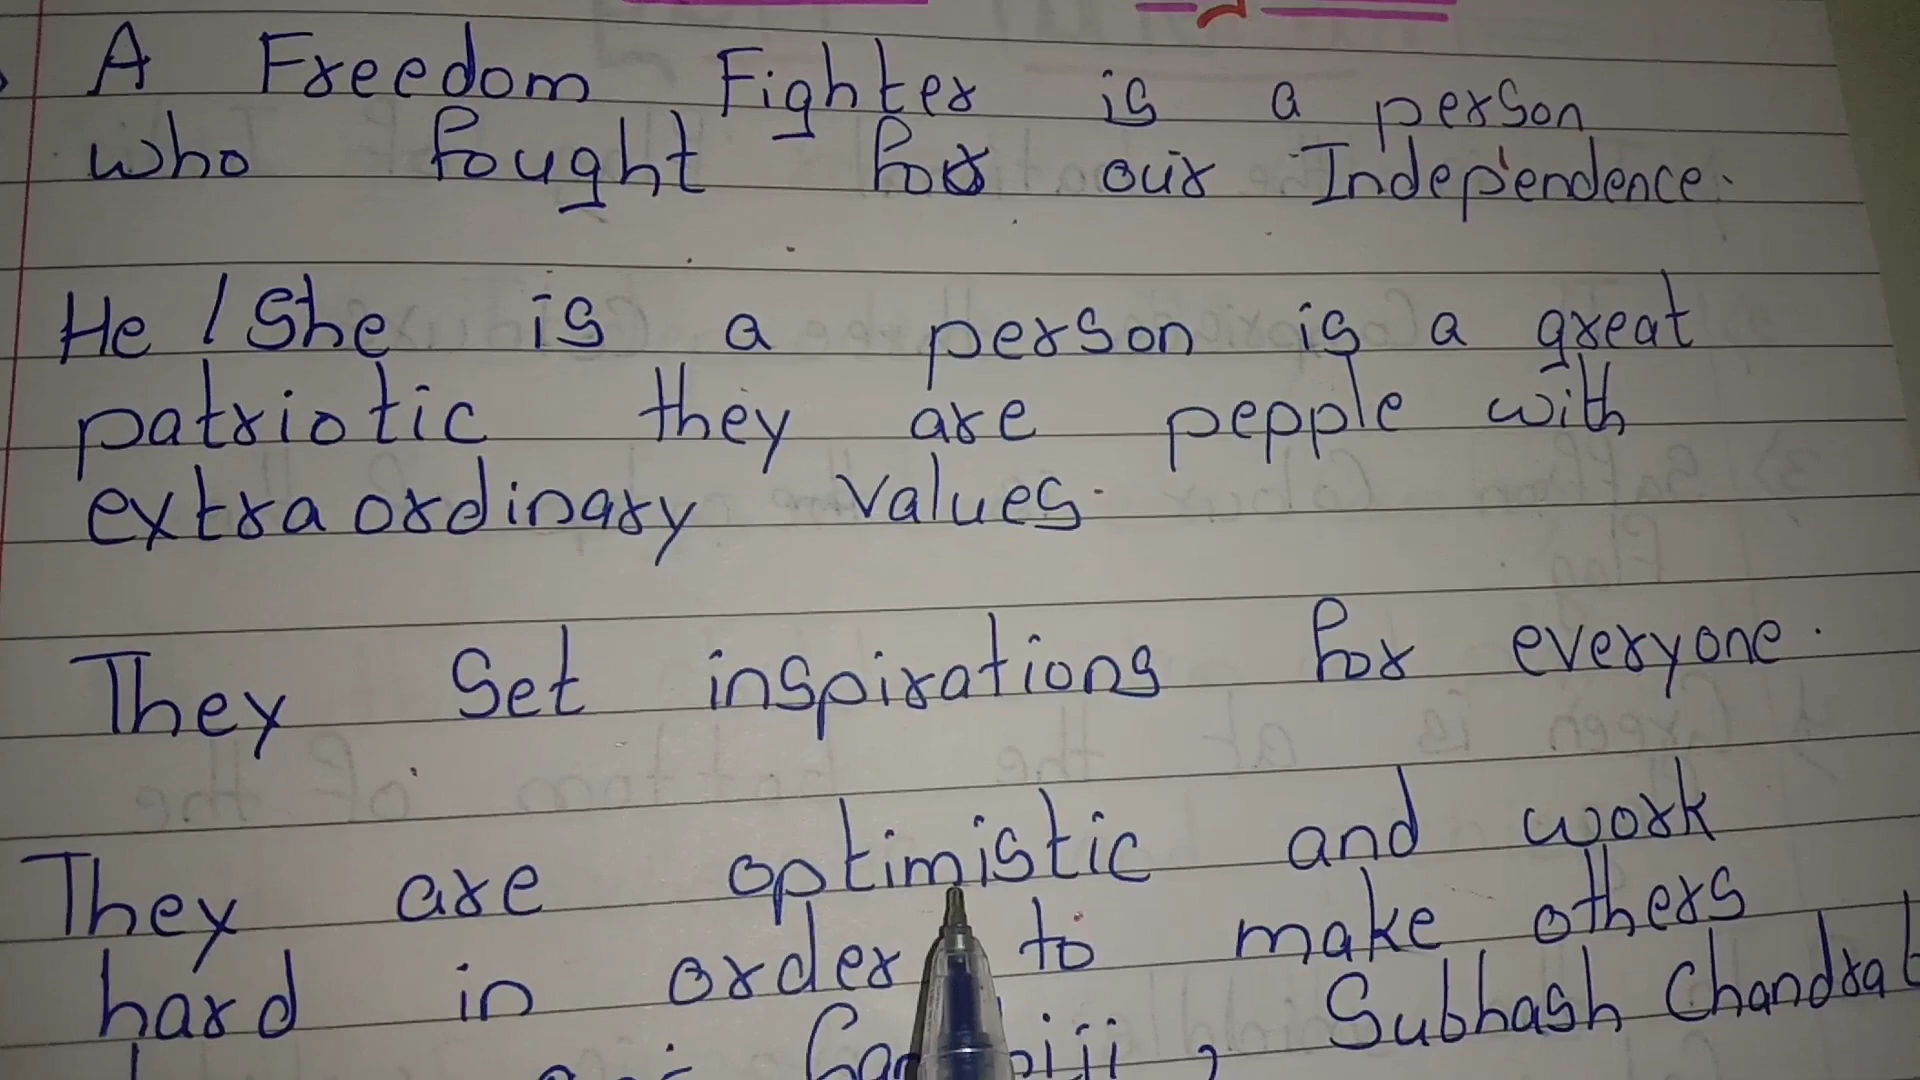 A Freedom Fighter is a person
who fought for our Independence.
He / She is a person is a great
patriotic they are pepple with
extraordinary values.
They Set inspirations for everyone.
They are optimistic and work
hard in order to make others
Subhash Chandra